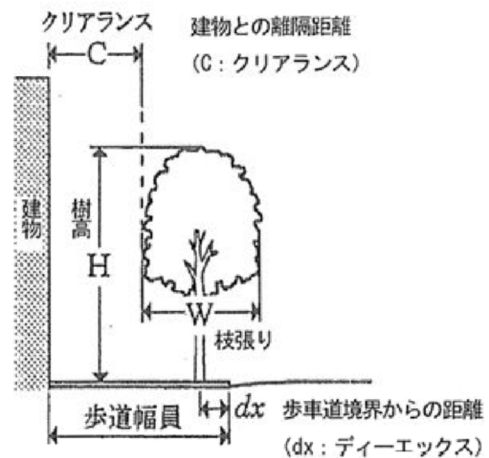 クリアランス
C
建物との離隔距離
(C：クリアランス)
建物
樹高
H
W
枝張り
dx
歩車道境界からの距離
(dx：ディーエックス)
歩道幅員